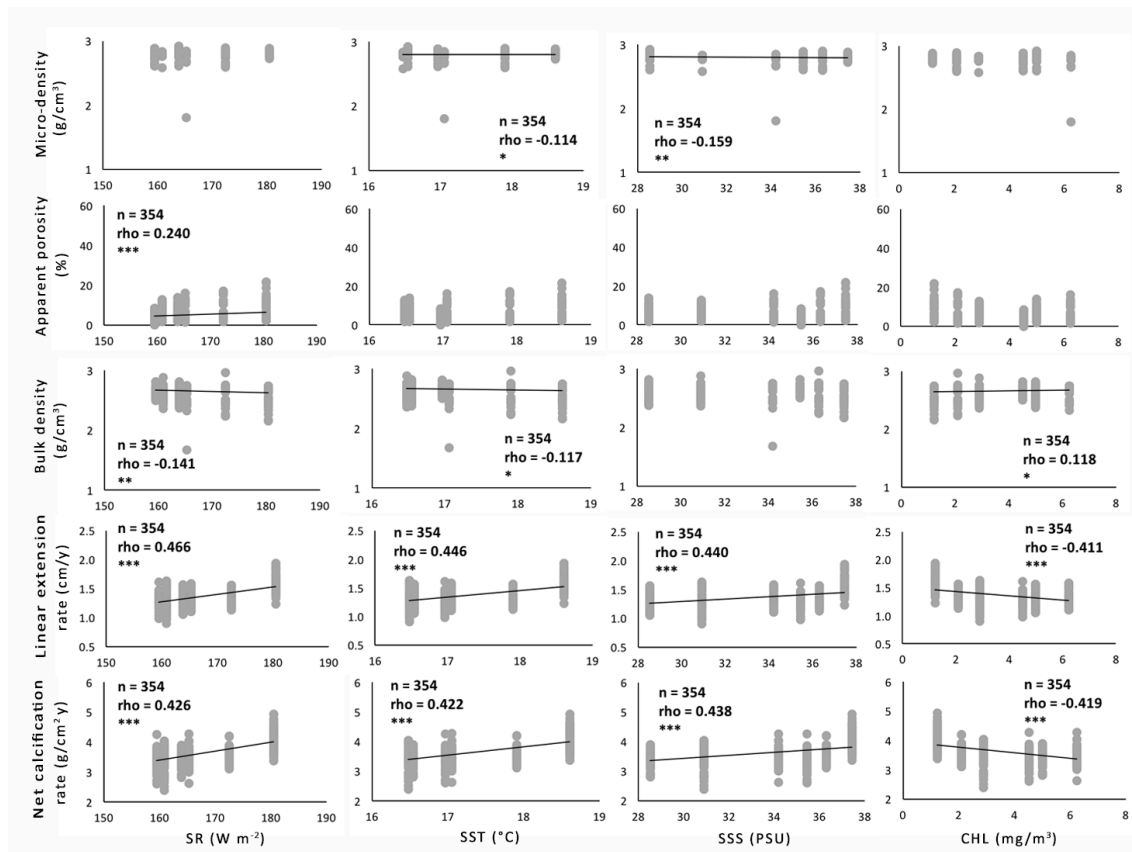 Micro-density
(g/cm³)
3
2
1
150 160 170 180 190
3
2
1
16 17 18 19
n = 354
rho = -0.114
*
3
2
1
28 30 32 34 36 38
n = 354
rho = -0.159
**
3
2
1
0 2 4 6 8
Apparent porosity
(%)
60
40
20
0
150 160 170 180 190
n = 354
rho = 0.240
***
60
40
20
0
16 17 18 19
60
40
20
0
28 30 32 34 36 38
60
40
20
0
0 2 4 6 8
Bulk density
(g/cm³)
3
2
1
150 160 170 180 190
n = 354
rho = -0.141
**
3
2
1
16 17 18 19
n = 354
rho = -0.117
*
3
2
1
28 30 32 34 36 38
3
2
1
0 2 4 6 8
n = 354
rho = 0.118
*
Linear extension
rate (cm/y)
2.5
2.0
1.5
1.0
0.5
150 160 170 180 190
n = 354
rho = 0.466
***
2.5
2.0
1.5
1.0
0.5
16 17 18 19
n = 354
rho = 0.446
***
2.5
2.0
1.5
1.0
0.5
28 30 32 34 36 38
n = 354
rho = 0.440
***
2.5
2.0
1.5
1.0
0.5
0 2 4 6 8
n = 354
rho = -0.411
***
Net calcification
rate (g/cm² y)
6
5
4
3
2
150 160 170 180 190
n = 354
rho = 0.426
***
6
5
4
3
2
16 17 18 19
n = 354
rho = 0.422
***
6
5
4
3
2
28 30 32 34 36 38
n = 354
rho = 0.438
***
6
5
4
3
2
0 2 4 6 8
n = 354
rho = -0.419
***
SR (W m⁻²)
SST (°C)
SSS (PSU)
CHL (mg/m³)